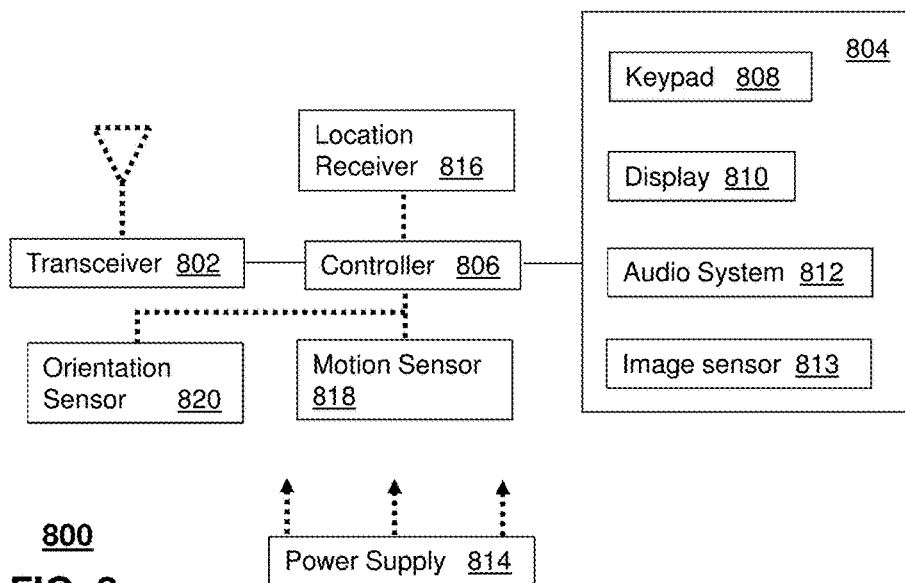 804
Keypad 808
Location
Receiver 816
Display 810
Transceiver 802
Controller 806
Audio System 812
Orientation
Sensor 820
Motion Sensor
818
Image sensor 813
800
Power Supply 814